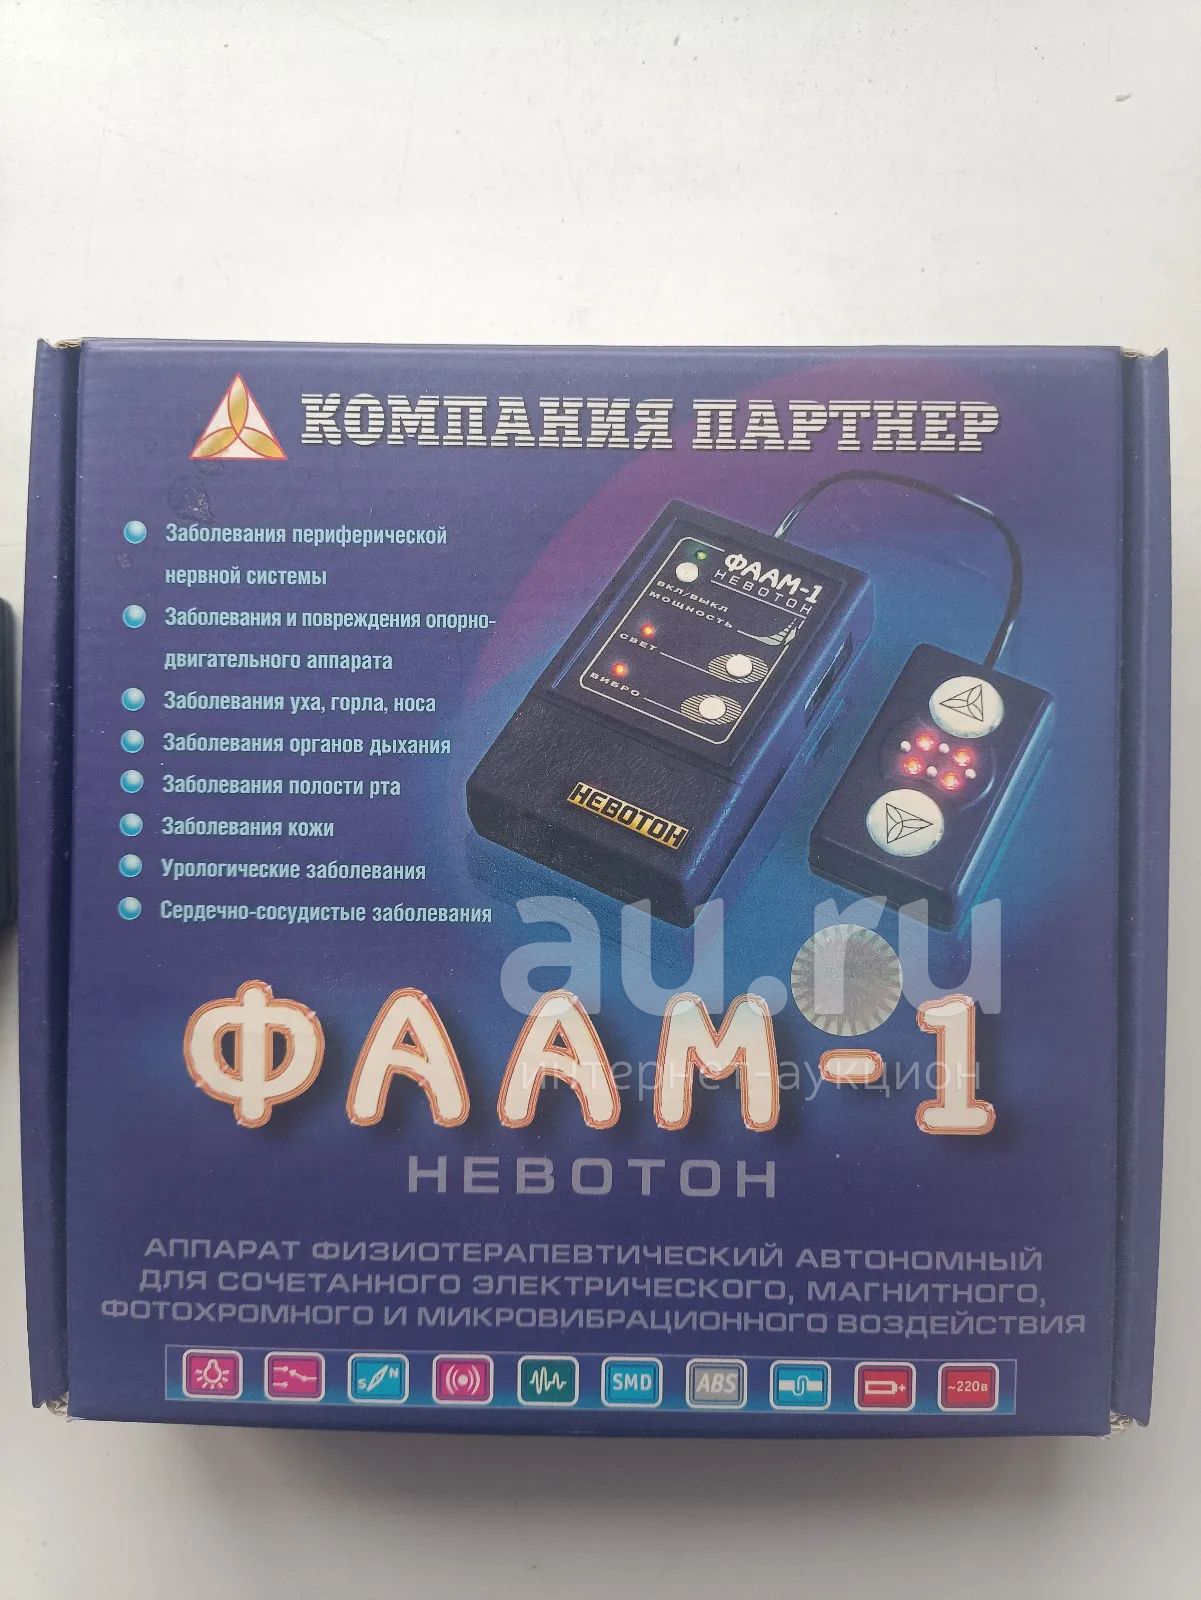 КОМПАНИЯ ПАРТНЕР
Заболевания периферической
нервной системы
Заболевания и повреждения опорно-
двигательного аппарата
Заболевания уха, горла, носа
Заболевания органов дыхания
Заболевания полости рта
Заболевания кожи
Урологические заболевания
Сердечно-сосудистые заболевания
ФААМ-1
НЕВОТОН
ВКЛ/ВЫКЛ
МОЩНОСТЬ
СВЕТ
ВИБРО
НЕВОТОН
au.ru
интернет-аукцион
ФААМ-1
НЕВОТОН
АППАРАТ ФИЗИОТЕРАПЕВТИЧЕСКИЙ АВТОНОМНЫЙ
ДЛЯ СОЧЕТАННОГО ЭЛЕКТРИЧЕСКОГО, МАГНИТНОГО,
ФОТОХРОМНОГО И МИКРОВИБРАЦИОННОГО ВОЗДЕЙСТВИЯ
S N SMD ABS + ~220в